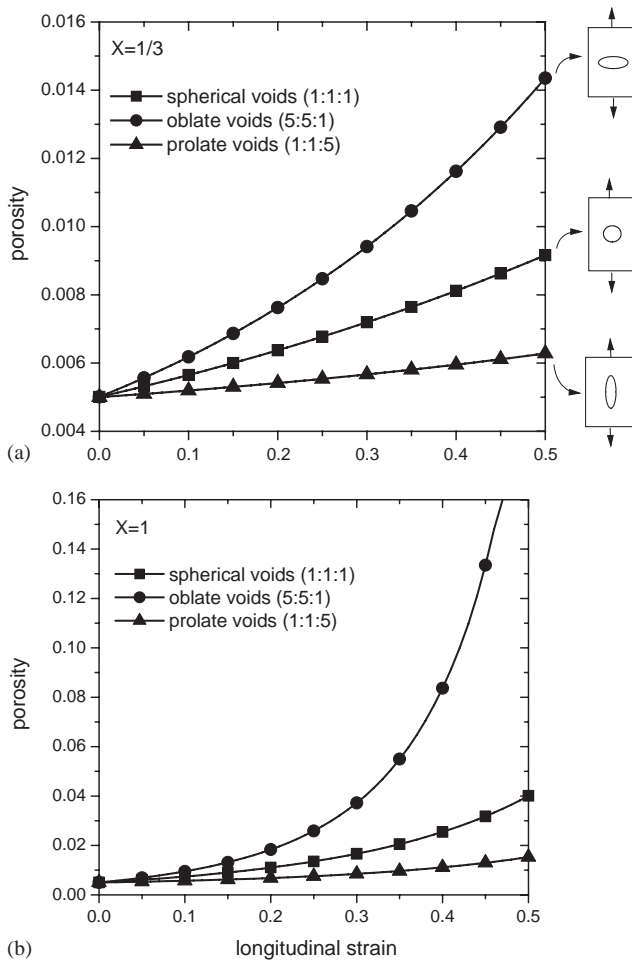 0.016
X=1/3
0.014
spherical voids (1:1:1)
oblate voids (5:5:1)
0.012
prolate voids (1:1:5)
porosity
0.010
0.008
0.006
0.004
(a)
0.0 0.1 0.2 0.3 0.4 0.5
0.16
X=1
0.14
spherical voids (1:1:1)
0.12
oblate voids (5:5:1)
prolate voids (1:1:5)
0.10
porosity
0.08
0.06
0.04
0.02
0.00
0.0 0.1 0.2 0.3 0.4 0.5
(b)
longitudinal strain